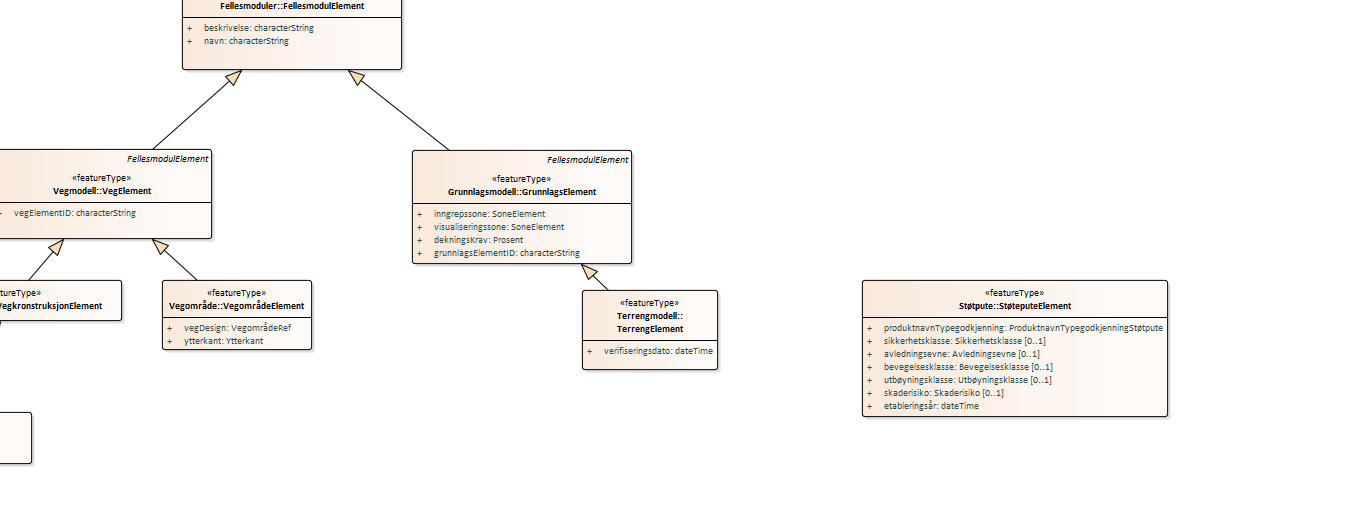 Fellesmoduler::FellesmodulElement
+ beskrivelse: characterString
+ navn: characterString
FellesmodulElement
«featureType»
Vegmodell::VegElement
+ vegElementID: characterString
FellesmodulElement
«featureType»
Grunnlagsmodell::GrunnlagsElement
+ inngrepssone: SoneElement
+ visualiseringssone: SoneElement
+ dekningsKrav: Prosent
+ grunnlagsElementID: characterString
tureType»
VegkronstruksjonElement
«featureType»
Vegområde::VegområdeElement
+ vegDesign: VegområdeRef
+ ytterkant: Ytterkant
«featureType»
Terrengmodell::
TerrengElement
+ verifiseringsdato: dateTime
«featureType»
Støtpute::StøteputeElement
+ produktnavnTypegodkjenning: ProduktnavnTypegodkjenningStøtpute
+ sikkerhetsklasse: Sikkerhetsklasse [0..1]
+ avledningsevne: Avledningsevne [0..1]
+ bevegelsesklasse: Bevegelsesklasse [0..1]
+ utbøyningsklasse: Utbøyningsklasse [0..1]
+ skaderisiko: Skaderisiko [0..1]
+ etableringsår: dateTime